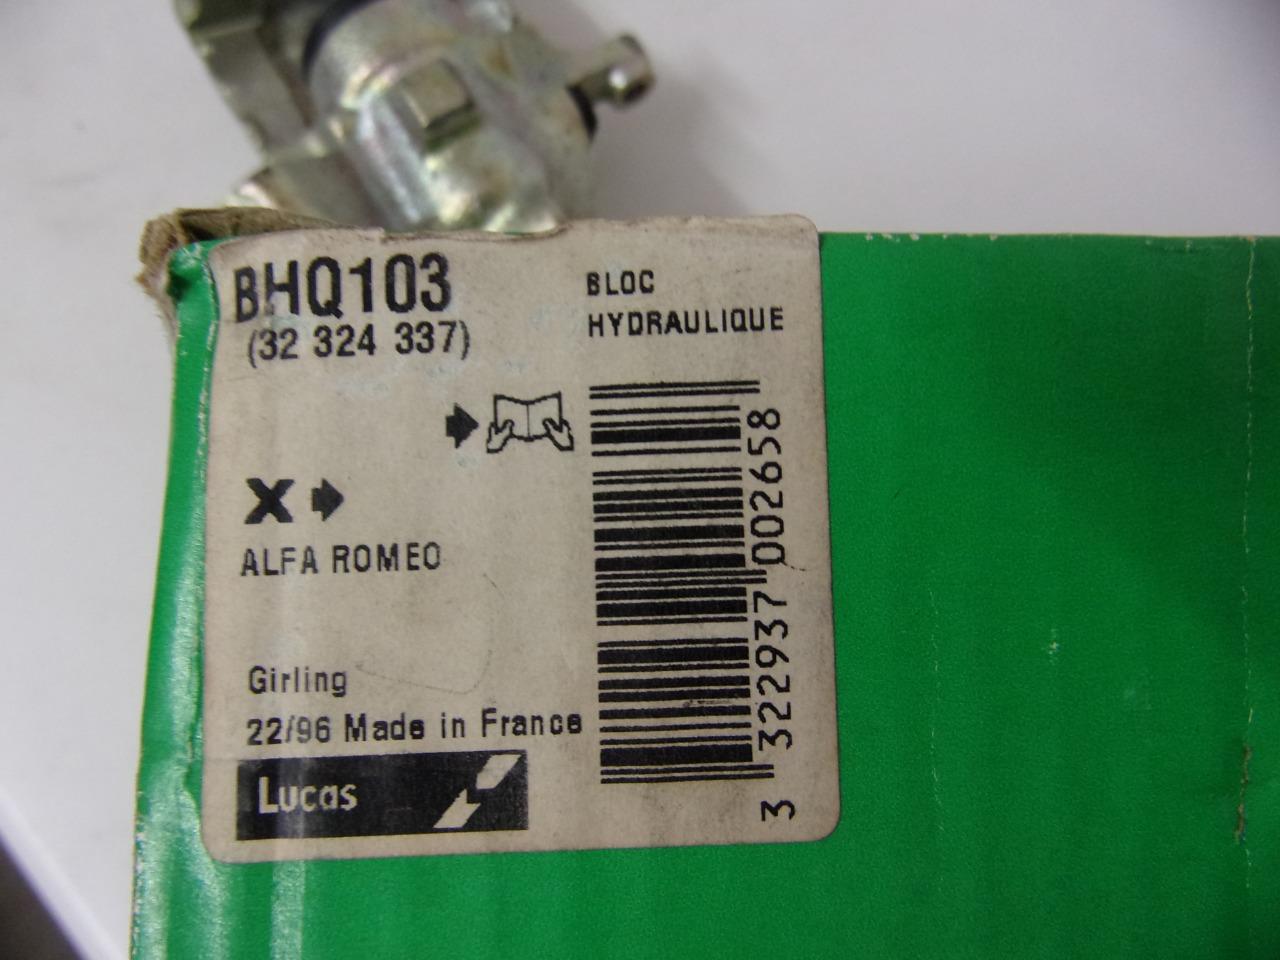 BHQ103
(32 324 337)
BLOC
HYDRAULIQUE
X
ALFA ROMEO
Girling
22/96 Made in France
Lucas
3 322937 002658